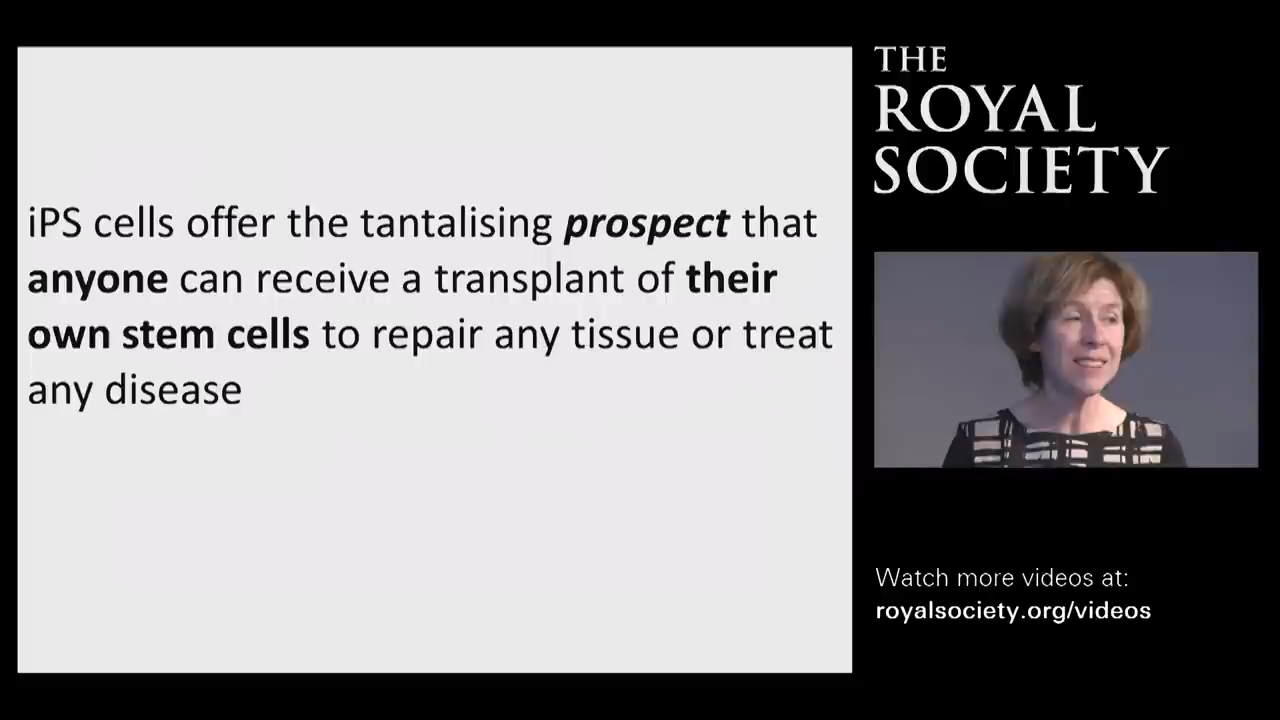 iPS cells offer the tantalising prospect that
anyone can receive a transplant of their
own stem cells to repair any tissue or treat
any disease
THE
ROYAL
SOCIETY
Watch more videos at:
royalsociety.org/videos